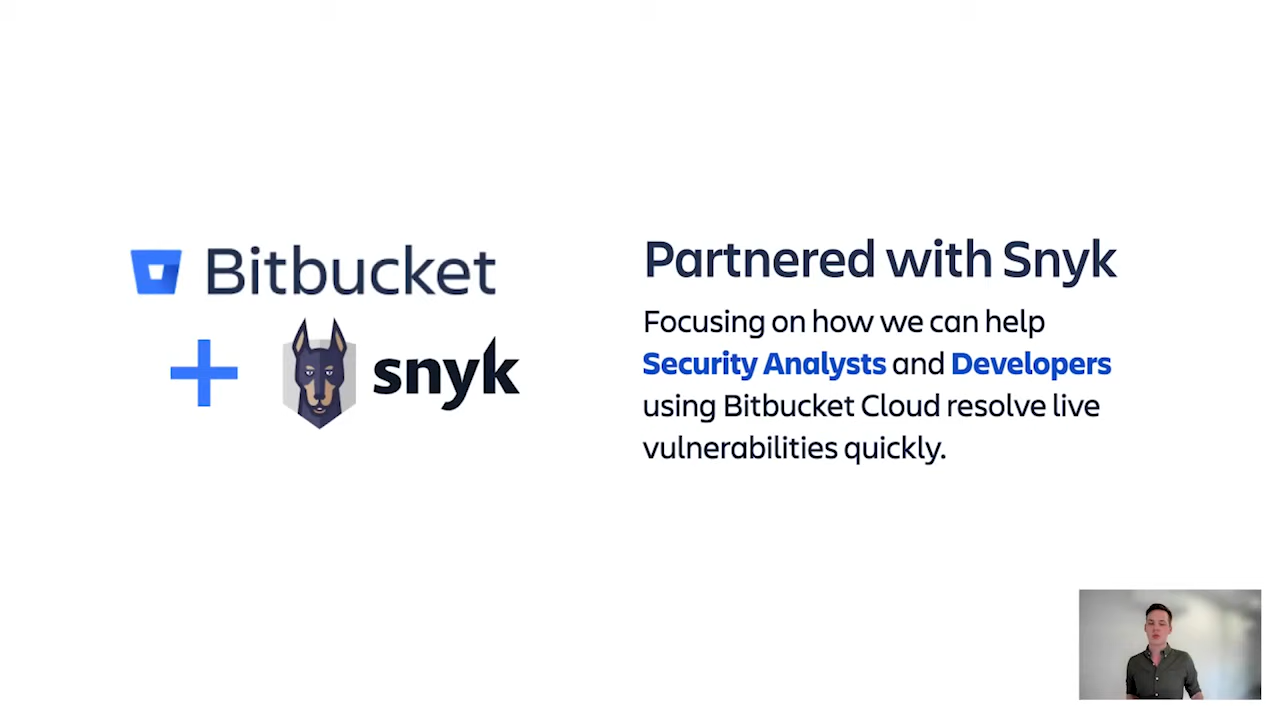 Bitbucket
snyk
Partnered with Snyk
Focusing on how we can help
Security Analysts and Developers
using Bitbucket Cloud resolve live
vulnerabilities quickly.